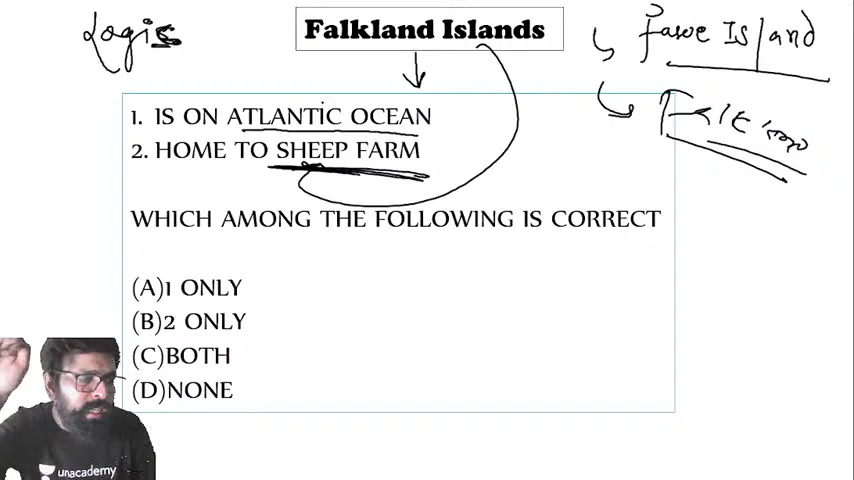 Logic
Falkland Islands
Faroe Island
1. IS ON ATLANTIC OCEAN
2. HOME TO SHEEP FARM
WHICH AMONG THE FOLLOWING IS CORRECT
(A)1 ONLY
(B)2 ONLY
(C)BOTH
(D)NONE
unacademy